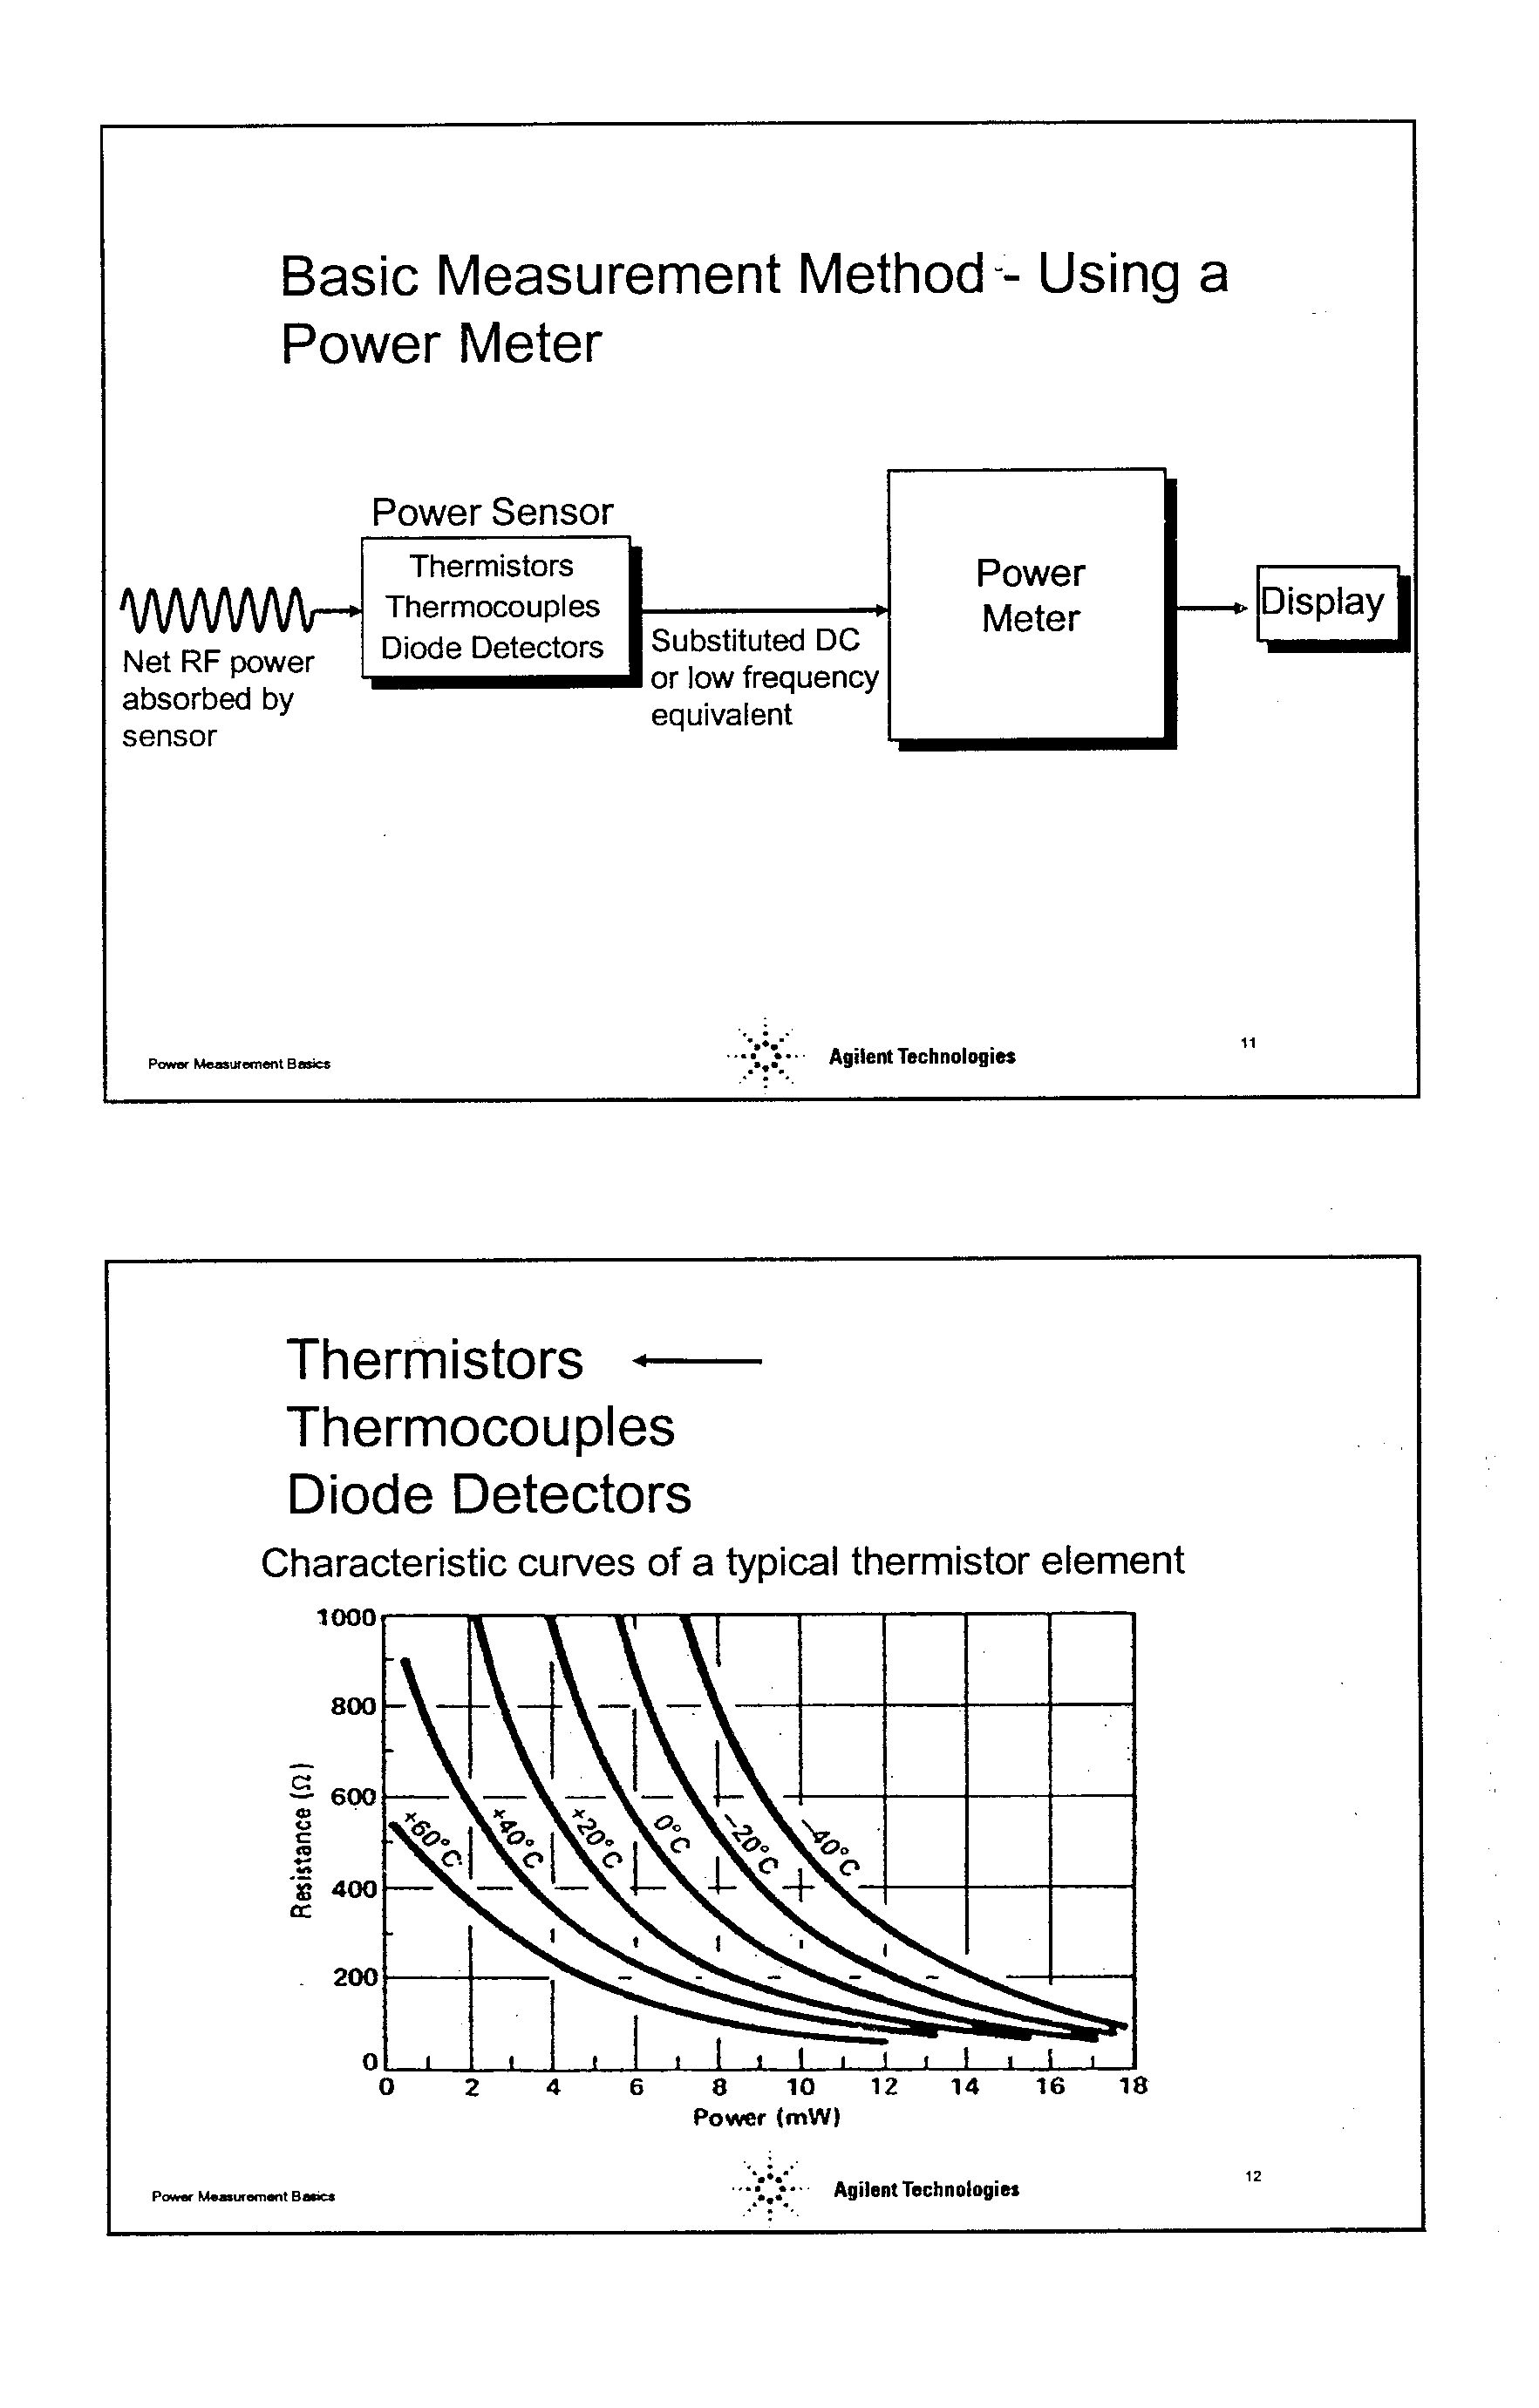 Basic Measurement Method - Using a
Power Meter
Power Sensor
Thermistors
Thermocouples
Diode Detectors
Net RF power
absorbed by
sensor
Substituted DC
or low frequency
equivalent
Power
Meter
Display
Power Measurement Basics
Agilent Technologies
11
Thermistors
Thermocouples
Diode Detectors
Characteristic curves of a typical thermistor element
1000
800
600
400
200
0
Resistance (Ω)
+60°C
+40°C
+20°C
0°C
−20°C
−40°C
0 2 4 6 8 10 12 14 16 18
Power (mW)
Power Measurement Basics
Agilent Technologies
12